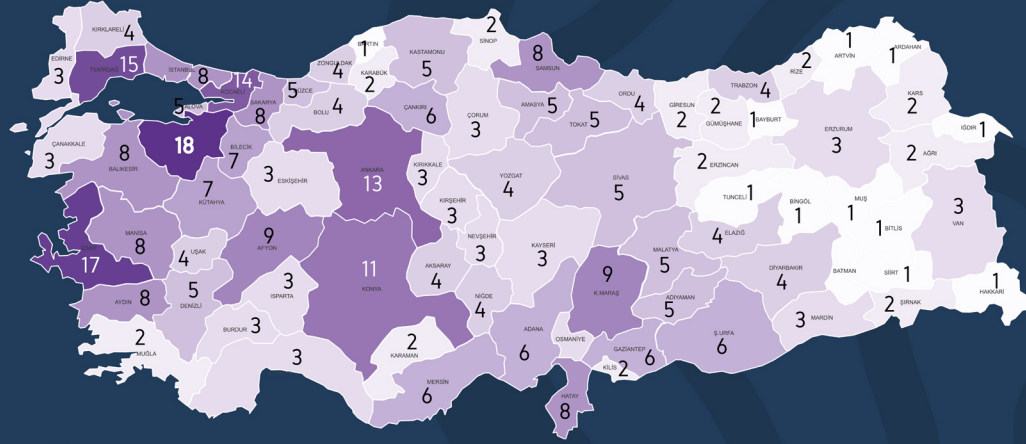 KIRKLARELİ 4
EDİRNE
3
TEKİRDAĞ 15
İSTANBUL 8
KOCAELİ
14
YALOVA
5
SAKARYA
8
DÜZCE
5
ZONGULDAK
4
BARTIN
1
KARABÜK
2
KASTAMONU
5
SİNOP
2
SAMSUN
8
BOLU 4
ÇANKIRI
6
ÇORUM
3
AMASYA 5
TOKAT 5
ORDU 4
GİRESUN
2
GÜMÜŞHANE
2
TRABZON 4
BAYBURT
1
RİZE
2
ARTVİN
1
ARDAHAN
1
KARS
2
IĞDIR 1
AĞRI
2
ERZURUM
3
ERZİNCAN
2
ÇANAKKALE
3
BALIKESİR
8
18
BİLECİK
7
KÜTAHYA
7
ESKİŞEHİR
3
ANKARA
13
KIRIKKALE
3
KIRŞEHİR
3
YOZGAT
4
SİVAS
5
TUNCELİ 1
BİNGÖL
1
MUŞ
1
BİTLİS
1
VAN
3
ELAZIĞ
4
MALATYA
5
17
MANİSA
8
UŞAK
4
AFYON
9
KONYA
11
AKSARAY
4
NEVŞEHİR
3
KAYSERİ
3
NİĞDE
4
K.MARAŞ
9
ADIYAMAN
5
DİYARBAKIR
4
BATMAN
SİİRT 1
ŞIRNAK
2
HAKKARİ
1
MARDİN
3
Ş.URFA
6
GAZİANTEP
6
KİLİS 2
HATAY
8
OSMANİYE
ADANA
6
MERSİN
6
KARAMAN
2
3
ISPARTA
3
BURDUR 3
DENİZLİ
5
AYDIN 8
MUĞLA
2